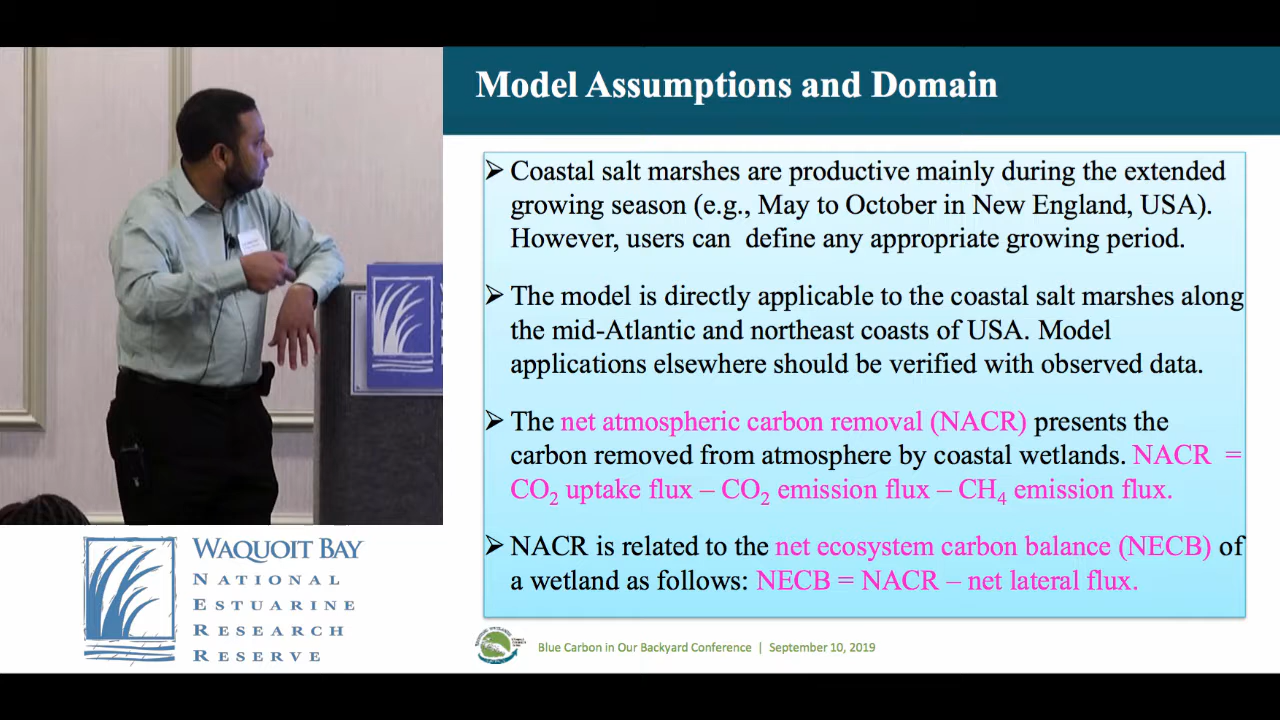 Model Assumptions and Domain
➢ Coastal salt marshes are productive mainly during the extended
growing season (e.g., May to October in New England, USA).
However, users can define any appropriate growing period.
➢ The model is directly applicable to the coastal salt marshes along
the mid-Atlantic and northeast coasts of USA. Model
applications elsewhere should be verified with observed data.
➢ The net atmospheric carbon removal (NACR) presents the
carbon removed from atmosphere by coastal wetlands. NACR =
CO₂ uptake flux – CO₂ emission flux – CH₄ emission flux.
➢ NACR is related to the net ecosystem carbon balance (NECB) of
a wetland as follows: NECB = NACR – net lateral flux.
Blue Carbon in Our Backyard Conference | September 10, 2019
WAQUOIT BAY
NATIONAL
ESTUARINE
RESEARCH
RESERVE